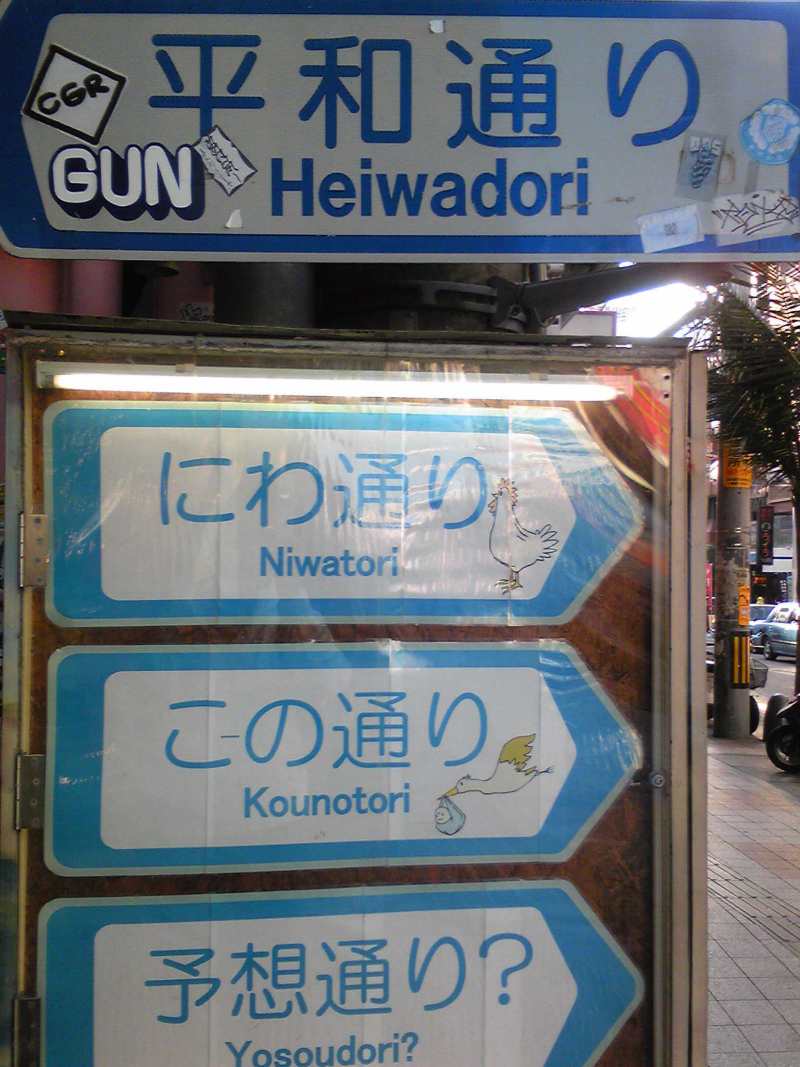 平和通り
CGR
GUN
Heiwadori
にわ通り
Niwatori
この通り
Kounotori
予想通り?
Yosoudori?